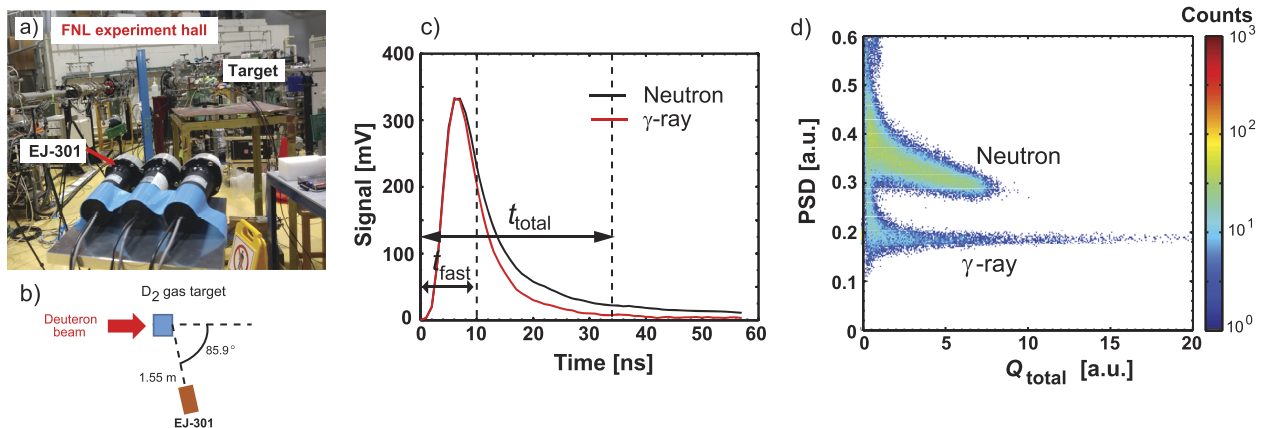 a)
FNL experiment hall
Target
EJ-301
b)
D2 gas target
Deuteron
beam
85.9°
1.55 m
EJ-301
c)
400
300
200
100
0
Signal [mV]
Neutron
γ-ray
t total
t fast
0 10 20 30 40 50 60
Time [ns]
d)
Counts
0.6
0.5
0.4
0.3
0.2
0.1
0
PSD [a.u.]
Neutron
γ-ray
0 5 10 15 20
Q total [a.u.]
10^3
10^2
10^1
10^0